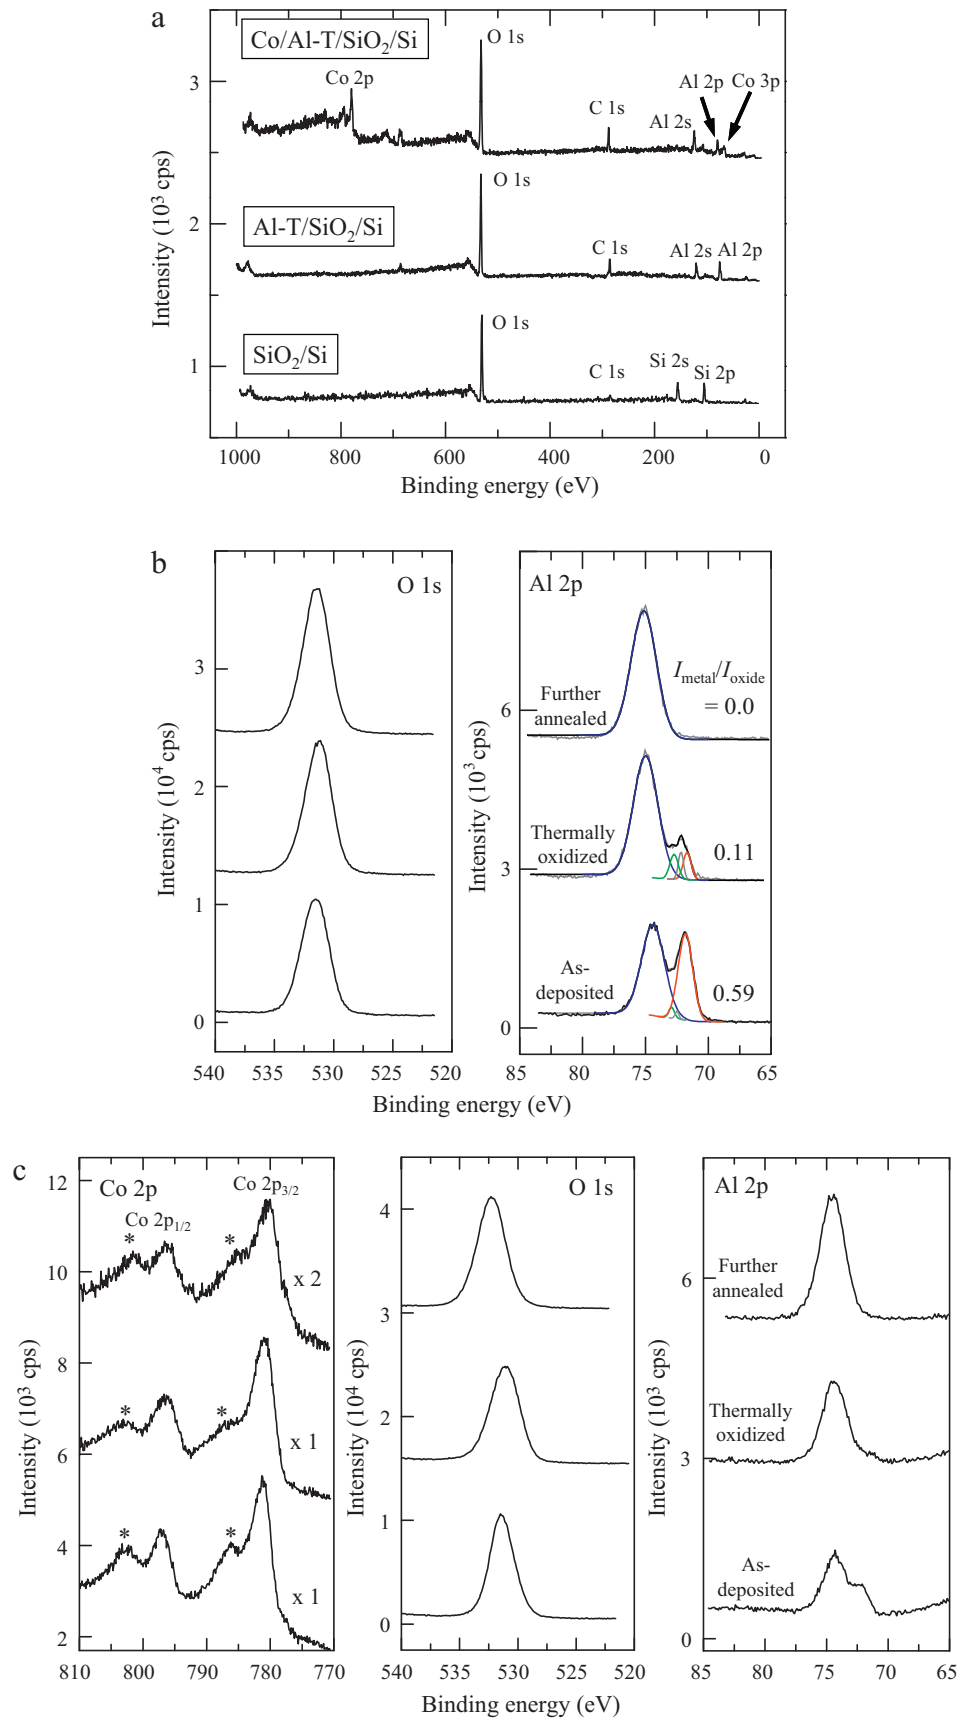 a
Co/Al-T/SiO₂/Si
O 1s
Co 2p
Al 2p
Co 3p
C 1s
Al 2s
3
O 1s
Al-T/SiO₂/Si
C 1s
Al 2s
Al 2p
2
O 1s
SiO₂/Si
C 1s
Si 2s
Si 2p
1
Intensity (10³ cps)
1000
800
600
400
200
0
Binding energy (eV)
b
O 1s
3
2
1
0
Intensity (10⁴ cps)
540
535
530
525
520
Al 2p
I metal/I oxide
= 0.0
Further
annealed
6
Thermally
oxidized
0.11
3
As-
deposited
0.59
0
Intensity (10³ cps)
85
80
75
70
65
Binding energy (eV)
c
Co 2p
Co 2p3/2
Co 2p1/2
*
*
x 2
*
*
x 1
*
*
x 1
12
10
8
6
4
2
Intensity (10³ cps)
810
800
790
780
770
O 1s
4
3
2
1
0
Intensity (10⁴ cps)
540
535
530
525
520
Al 2p
Further
annealed
6
Thermally
oxidized
3
As-
deposited
0
Intensity (10³ cps)
85
80
75
70
65
Binding energy (eV)